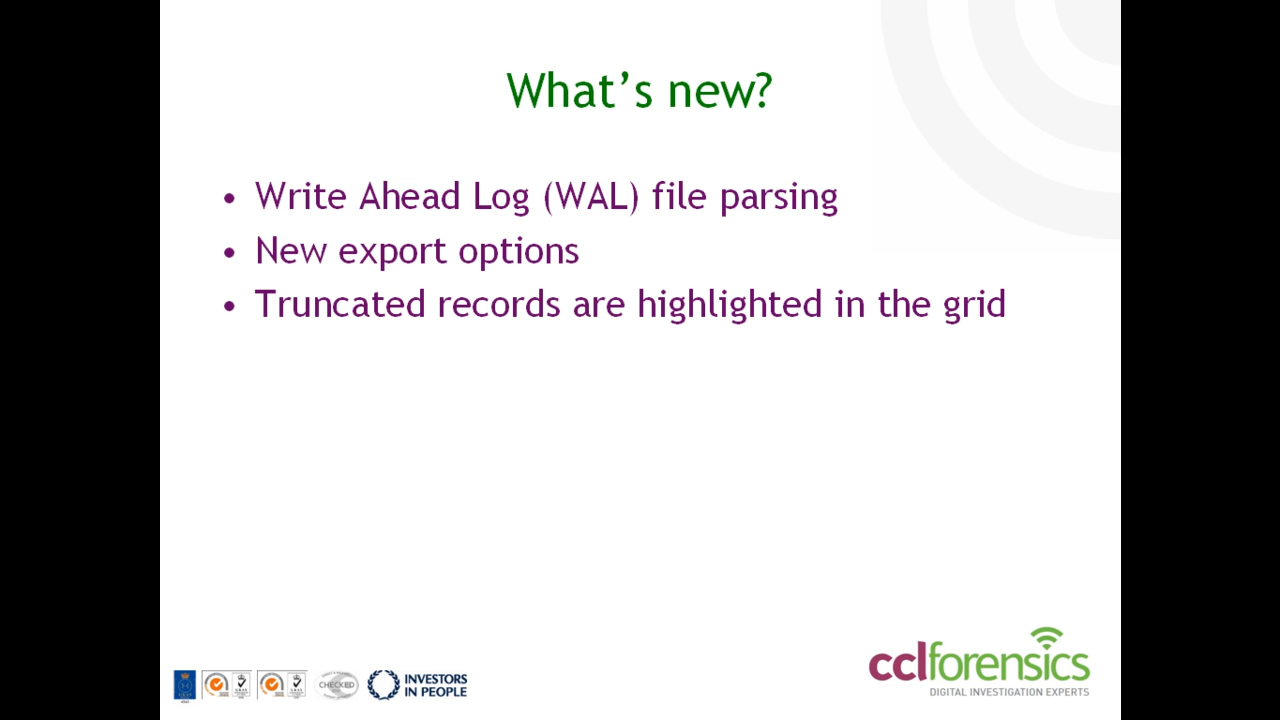 What's new?
• Write Ahead Log (WAL) file parsing
• New export options
• Truncated records are highlighted in the grid
cclforensics
DIGITAL INVESTIGATION EXPERTS
CHECKED
INVESTORS
IN PEOPLE